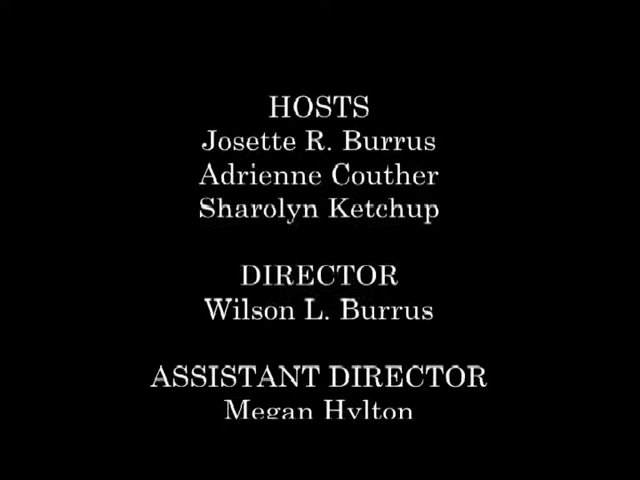 HOSTS
Josette R. Burrus
Adrienne Couther
Sharolyn Ketchup
DIRECTOR
Wilson L. Burrus
ASSISTANT DIRECTOR
Megan Hylton